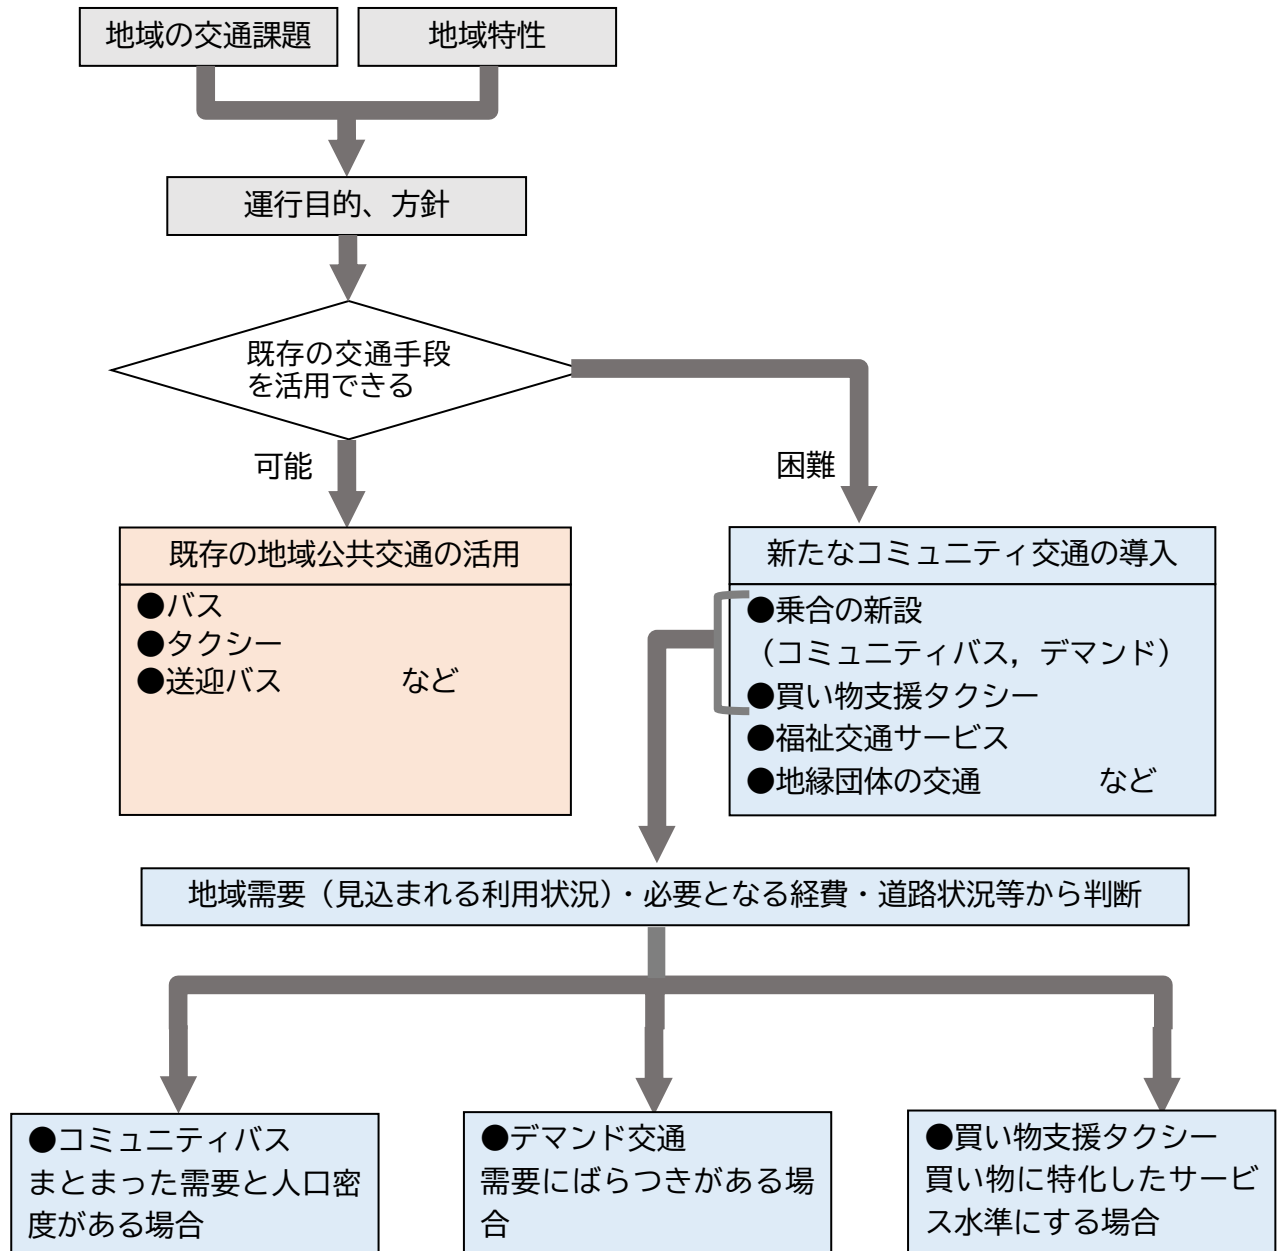 地域の交通課題
地域特性
運行目的、方針
既存の交通手段
を活用できる
可能
困難
既存の地域公共交通の活用
●バス
●タクシー
●送迎バス　　　　など
新たなコミュニティ交通の導入
●乗合の新設
（コミュニティバス，デマンド）
●買い物支援タクシー
●福祉交通サービス
●地縁団体の交通　　　　など
地域需要（見込まれる利用状況）・必要となる経費・道路状況等から判断
●コミュニティバス
まとまった需要と人口密
度がある場合
●デマンド交通
需要にばらつきがある場
合
●買い物支援タクシー
買い物に特化したサービ
ス水準にする場合